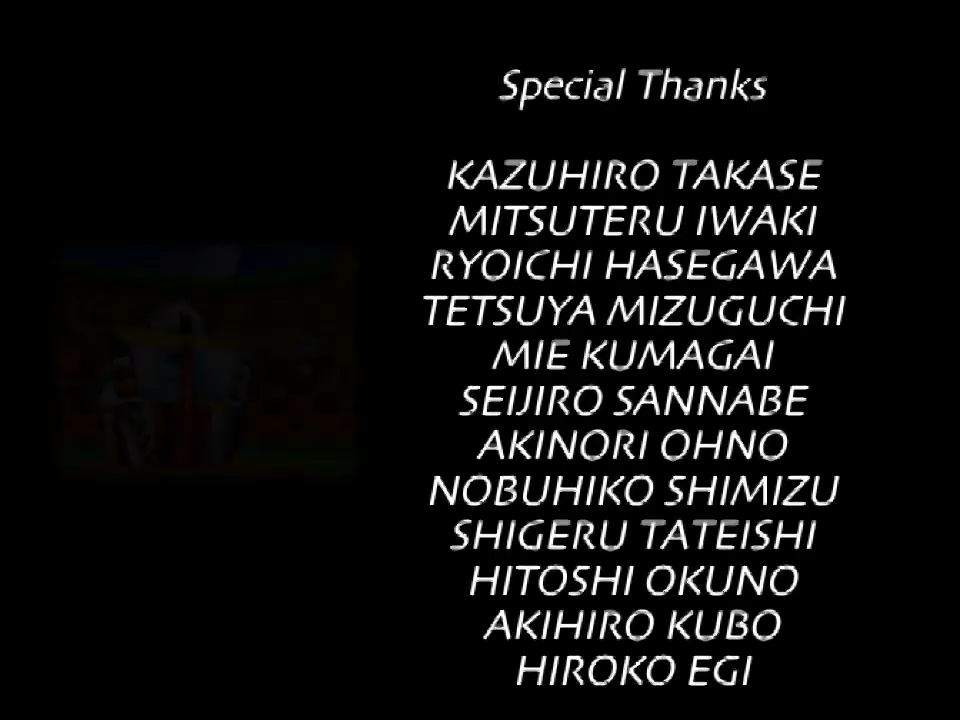 Special Thanks
KAZUHIRO TAKASE
MITSUTERU IWAKI
RYOICHI HASEGAWA
TETSUYA MIZUGUCHI
MIE KUMAGAI
SEIJIRO SANNABE
AKINORI OHNO
NOBUHIKO SHIMIZU
SHIGERU TATEISHI
HITOSHI OKUNO
AKIHIRO KUBO
HIROKO EGI